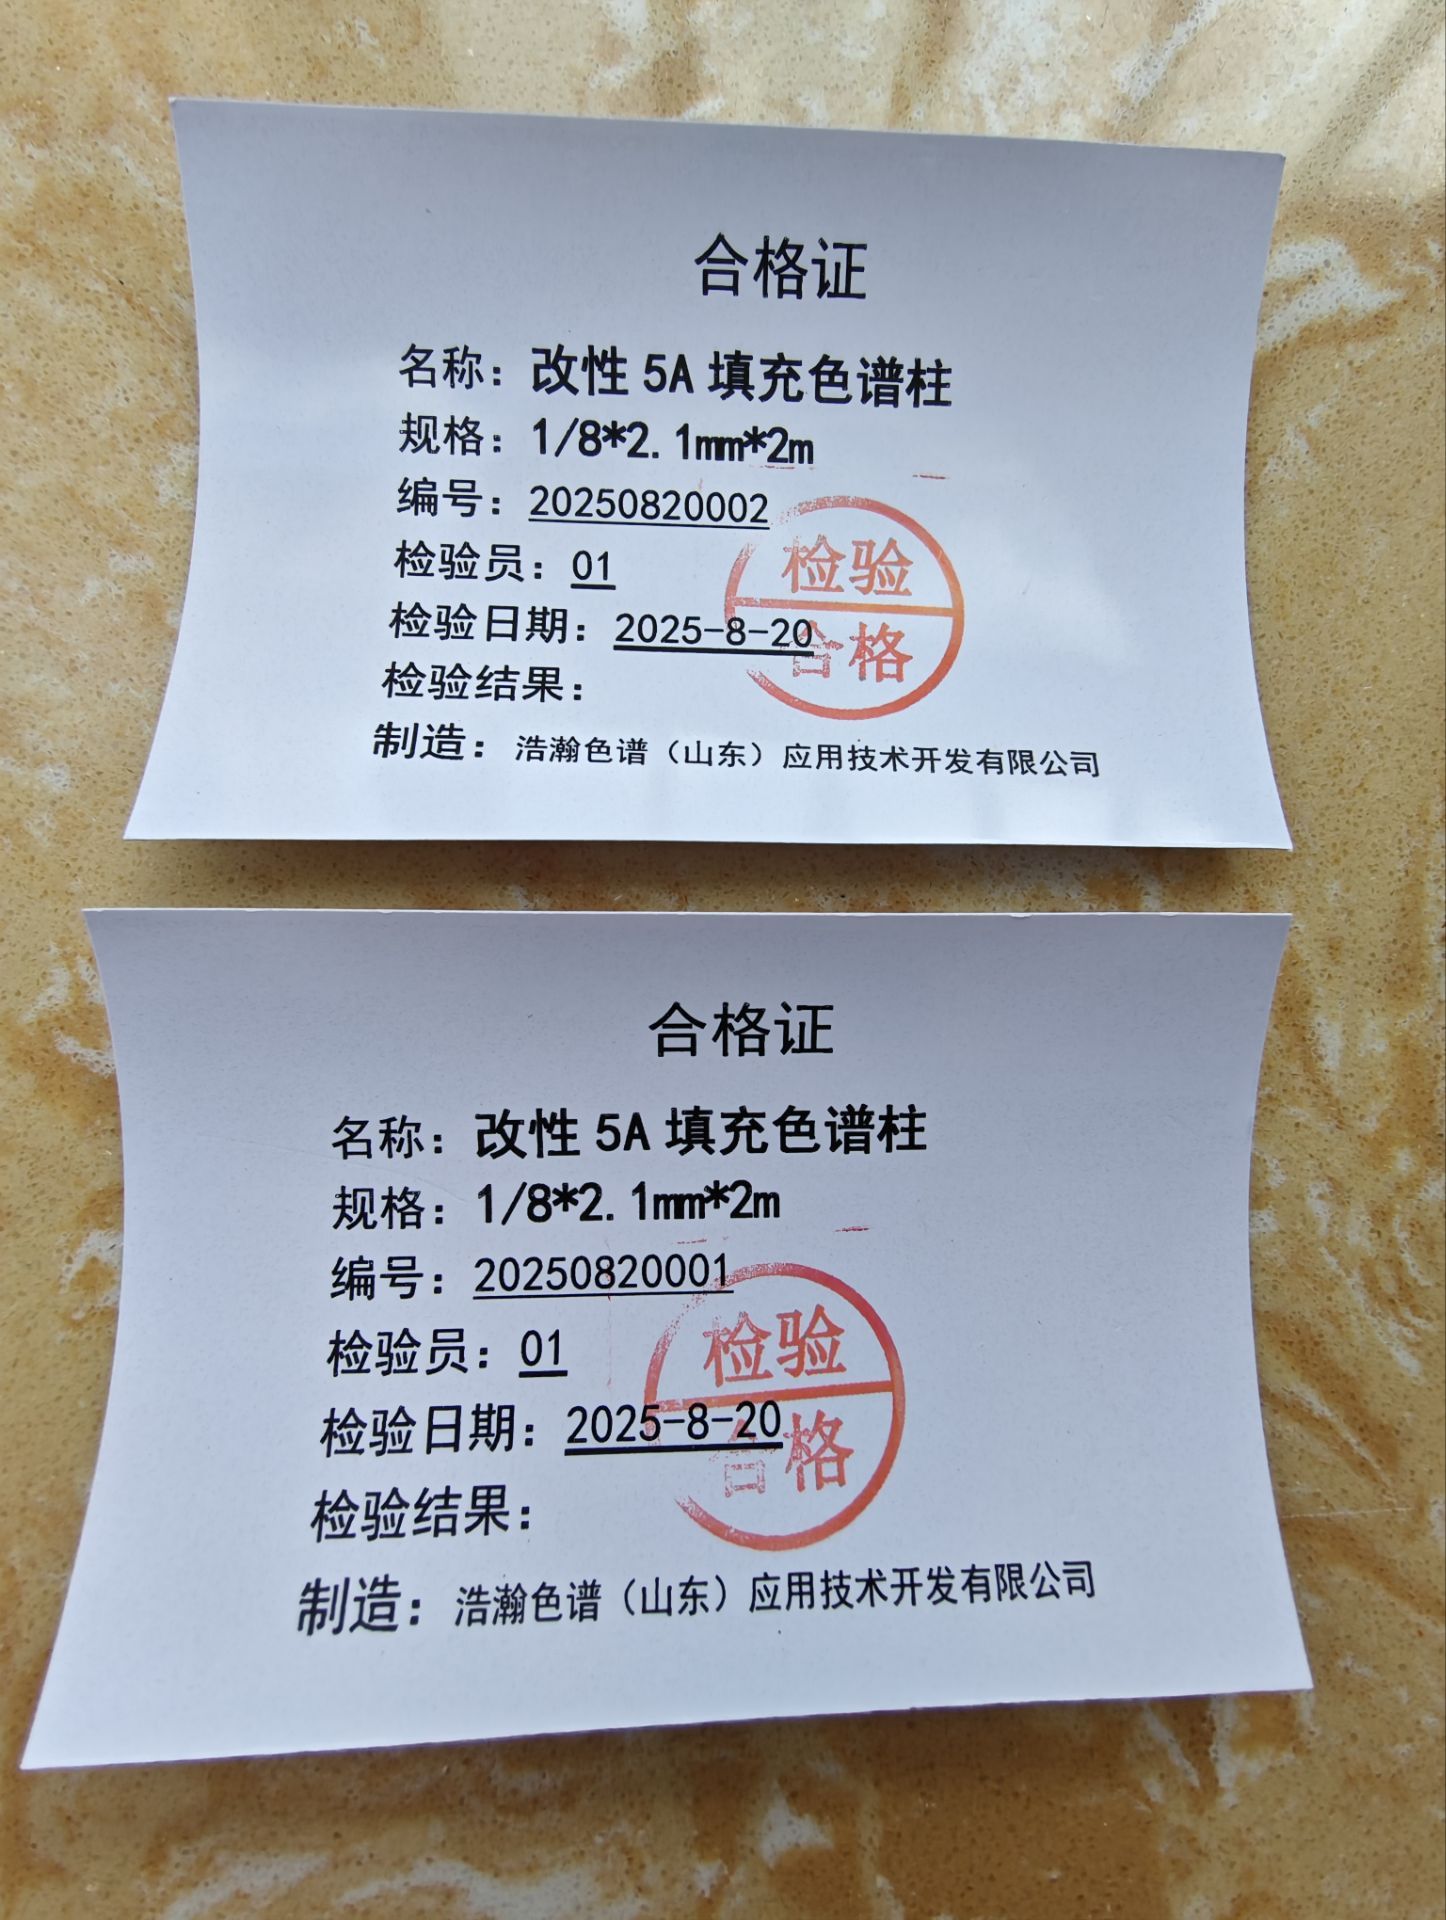 合格证
名称：改性 5A 填充色谱柱
规格：1/8*2.1mm*2m
编号：20250820002
检验员：01
检验日期：2025-8-20
检验结果：
检验
合格
制造：浩瀚色谱（山东）应用技术开发有限公司
合格证
名称：改性 5A 填充色谱柱
规格：1/8*2.1mm*2m
编号：20250820001
检验员：01
检验日期：2025-8-20
检验结果：
检验
合格
制造：浩瀚色谱（山东）应用技术开发有限公司